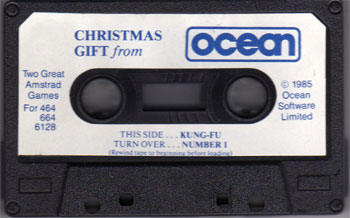 CHRISTMAS
GIFT from
ocean
Two Great
Amstrad
Games
For 464
664
6128
© 1985
Ocean
Software
Limited
THIS SIDE . . . KUNG-FU
TURN OVER . . . NUMBER 1
(Rewind tape to beginning before loading)